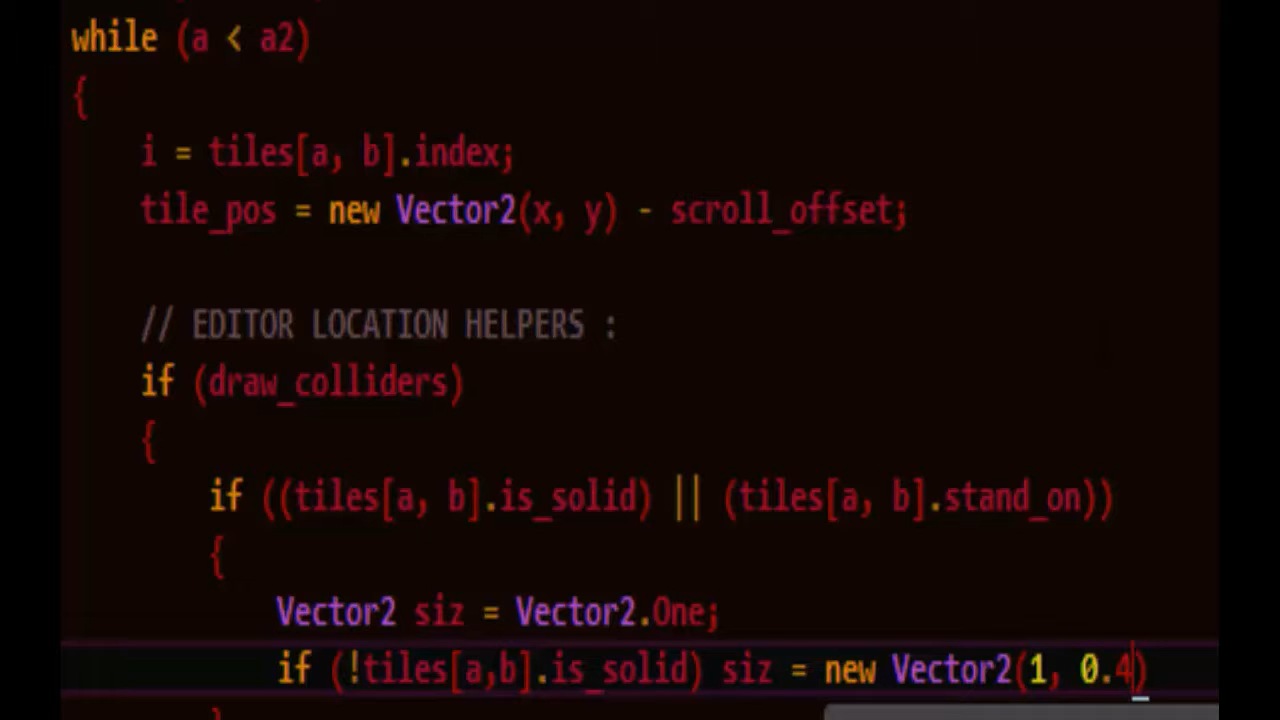 while (a < a2)
{
i = tiles[a, b].index;
tile_pos = new Vector2(x, y) - scroll_offset;
// EDITOR LOCATION HELPERS :
if (draw_colliders)
{
if ((tiles[a, b].is_solid) || (tiles[a, b].stand_on))
{
Vector2 siz = Vector2.One;
if (!tiles[a,b].is_solid) siz = new Vector2(1, 0.4)
}